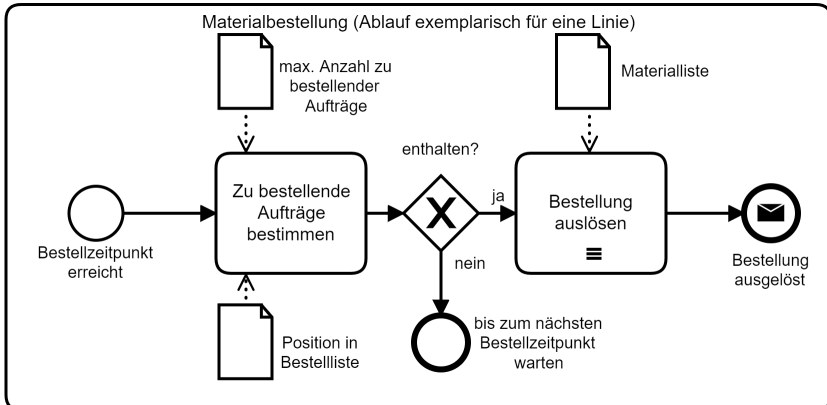 Materialbestellung (Ablauf exemplarisch für eine Linie)
max. Anzahl zu
bestellender
Aufträge
Materialliste
enthalten?
Zu bestellende
Aufträge
bestimmen
X
ja
Bestellung
auslösen
Bestellzeitpunkt
erreicht
nein
Bestellung
ausgelöst
Position in
Bestellliste
bis zum nächsten
Bestellzeitpunkt
warten